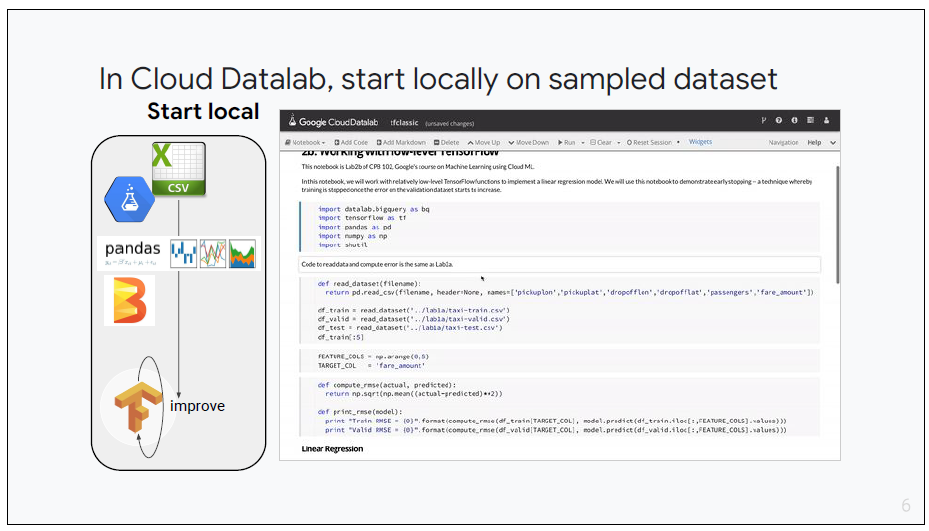 In Cloud Datalab, start locally on sampled dataset
Start local
X
CSV
pandas
improve
Google Cloud Datalab tfclassic (unsaved changes)
Notebook Add Code Add Markdown Delete Move Up Move Down Run Clear Reset Session Widgets Navigation Help
2b. Working with low-level TensorFlow
This notebook is Lab2b of CPB 102, Google's course on Machine Learning using Cloud ML.
In this notebook, we will work with relatively low-level TensorFlow functions to implement a linear regression model. We will use this notebook to demonstrate early stopping – a technique whereby
training is stopped once the error on the validation dataset starts to increase.
import datalab.bigquery as bq
import tensorflow as tf
import pandas as pd
import numpy as np
import shutil
Code to read data and compute error is the same as Lab1a.
def read_dataset(filename):
return pd.read_csv(filename, header=None, names=['pickuplon','pickuplat','dropofflon','dropofflat','passengers','fare_amount'])
df_train = read_dataset('../lab1a/taxi-train.csv')
df_valid = read_dataset('../lab1a/taxi-valid.csv')
df_test = read_dataset('../lab1a/taxi-test.csv')
df_train[:5]
FEATURE_COLS = np.arange(0,5)
TARGET_COL = 'fare_amount'
def compute_rmse(actual, predicted):
return np.sqrt(np.mean((actual-predicted)**2))
def print_rmse(model):
print "Train RMSE = {0}".format(compute_rmse(df_train[TARGET_COL], model.predict(df_train.iloc[:,FEATURE_COLS].values)))
print "Valid RMSE = {0}".format(compute_rmse(df_valid[TARGET_COL], model.predict(df_valid.iloc[:,FEATURE_COLS].values)))
Linear Regression
6